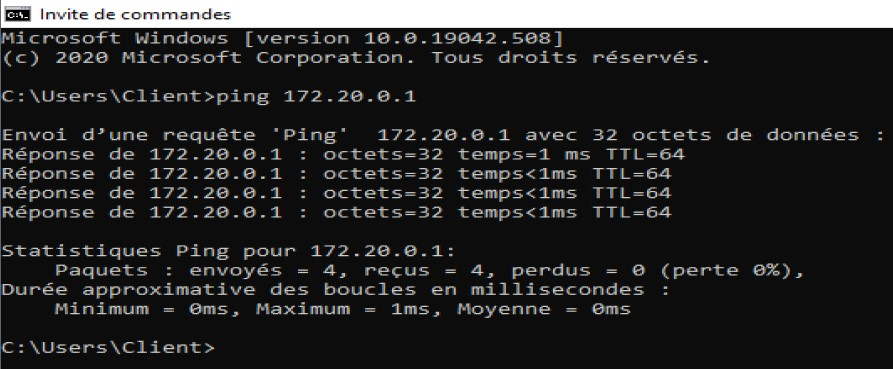 Invite de commandes
Microsoft Windows [version 10.0.19042.508]
(c) 2020 Microsoft Corporation. Tous droits réservés.
C:\Users\Client>ping 172.20.0.1
Envoi d’une requête 'Ping'  172.20.0.1 avec 32 octets de données :
Réponse de 172.20.0.1 : octets=32 temps=1 ms TTL=64
Réponse de 172.20.0.1 : octets=32 temps<1ms TTL=64
Réponse de 172.20.0.1 : octets=32 temps<1ms TTL=64
Réponse de 172.20.0.1 : octets=32 temps<1ms TTL=64
Statistiques Ping pour 172.20.0.1:
    Paquets : envoyés = 4, reçus = 4, perdus = 0 (perte 0%),
Durée approximative des boucles en millisecondes :
    Minimum = 0ms, Maximum = 1ms, Moyenne = 0ms
C:\Users\Client>